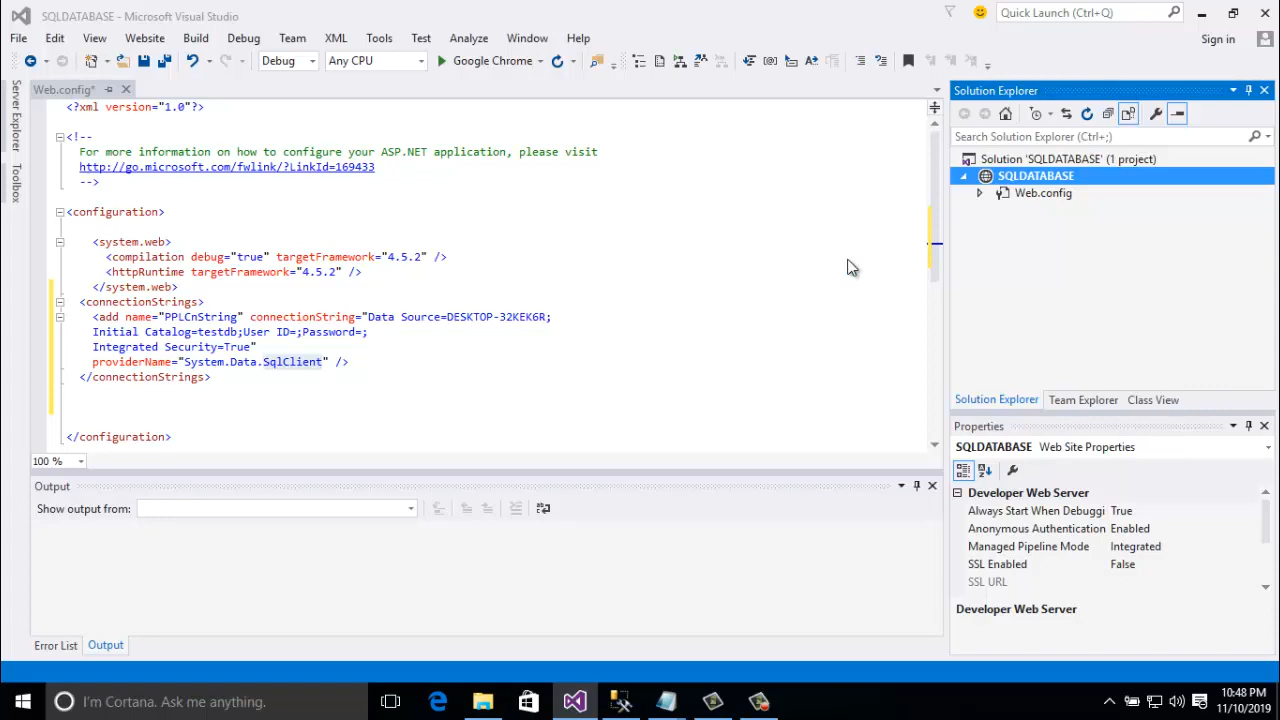 SQLDATABASE - Microsoft Visual Studio
Quick Launch (Ctrl+Q)
File Edit View Website Build Debug Team XML Tools Test Analyze Window Help
Sign in
Debug Any CPU Google Chrome
Server Explorer
Toolbox
Web.config*
<?xml version="1.0"?>
<!--
For more information on how to configure your ASP.NET application, please visit
http://go.microsoft.com/fwlink/?LinkId=169433
-->
<configuration>
<system.web>
<compilation debug="true" targetFramework="4.5.2" />
<httpRuntime targetFramework="4.5.2" />
</system.web>
<connectionStrings>
<add name="PPLCnString" connectionString="Data Source=DESKTOP-32KEK6R;
Initial Catalog=testdb;User ID=;Password=;
Integrated Security=True"
providerName="System.Data.SqlClient" />
</connectionStrings>
</configuration>
100 %
Output
Show output from:
Error List Output
Solution Explorer
Search Solution Explorer (Ctrl+;)
Solution 'SQLDATABASE' (1 project)
SQLDATABASE
Web.config
Solution Explorer Team Explorer Class View
Properties
SQLDATABASE Web Site Properties
Developer Web Server
Always Start When Debuggi True
Anonymous Authentication Enabled
Managed Pipeline Mode Integrated
SSL Enabled False
SSL URL
Developer Web Server
I'm Cortana. Ask me anything.
10:48 PM
11/10/2019